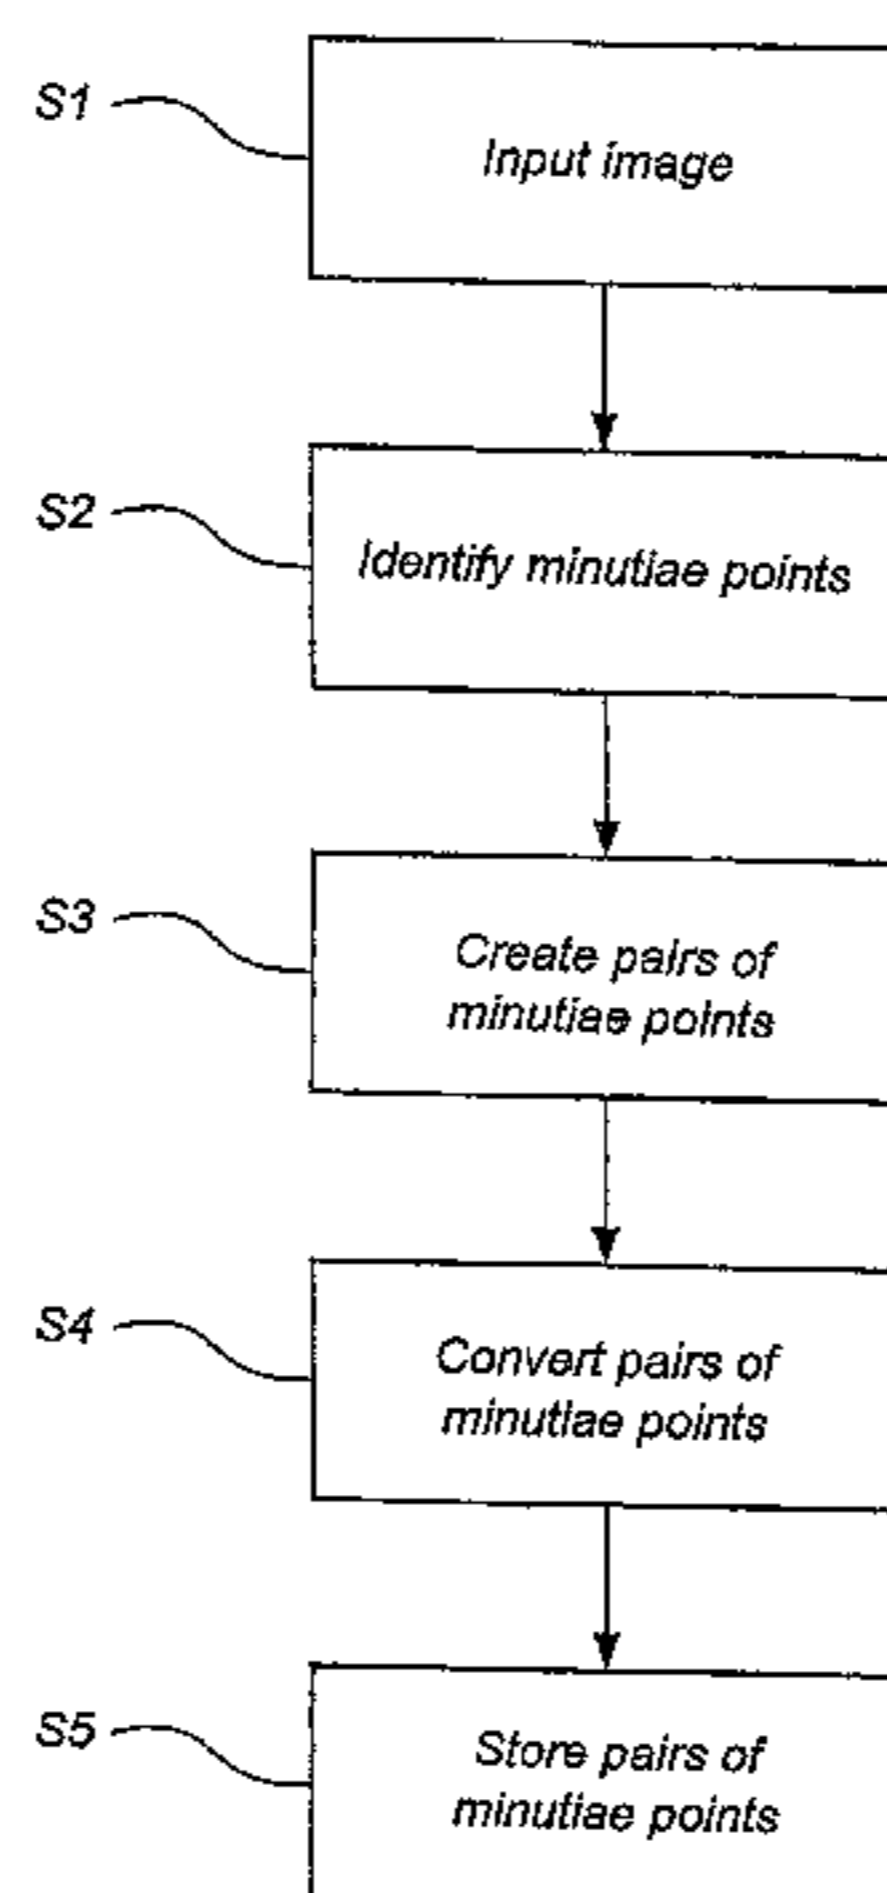 S1
Input image
S2
Identify minutiae points
S3
Create pairs of
minutiae points
S4
Convert pairs of
minutiae points
S5
Store pairs of
minutiae points